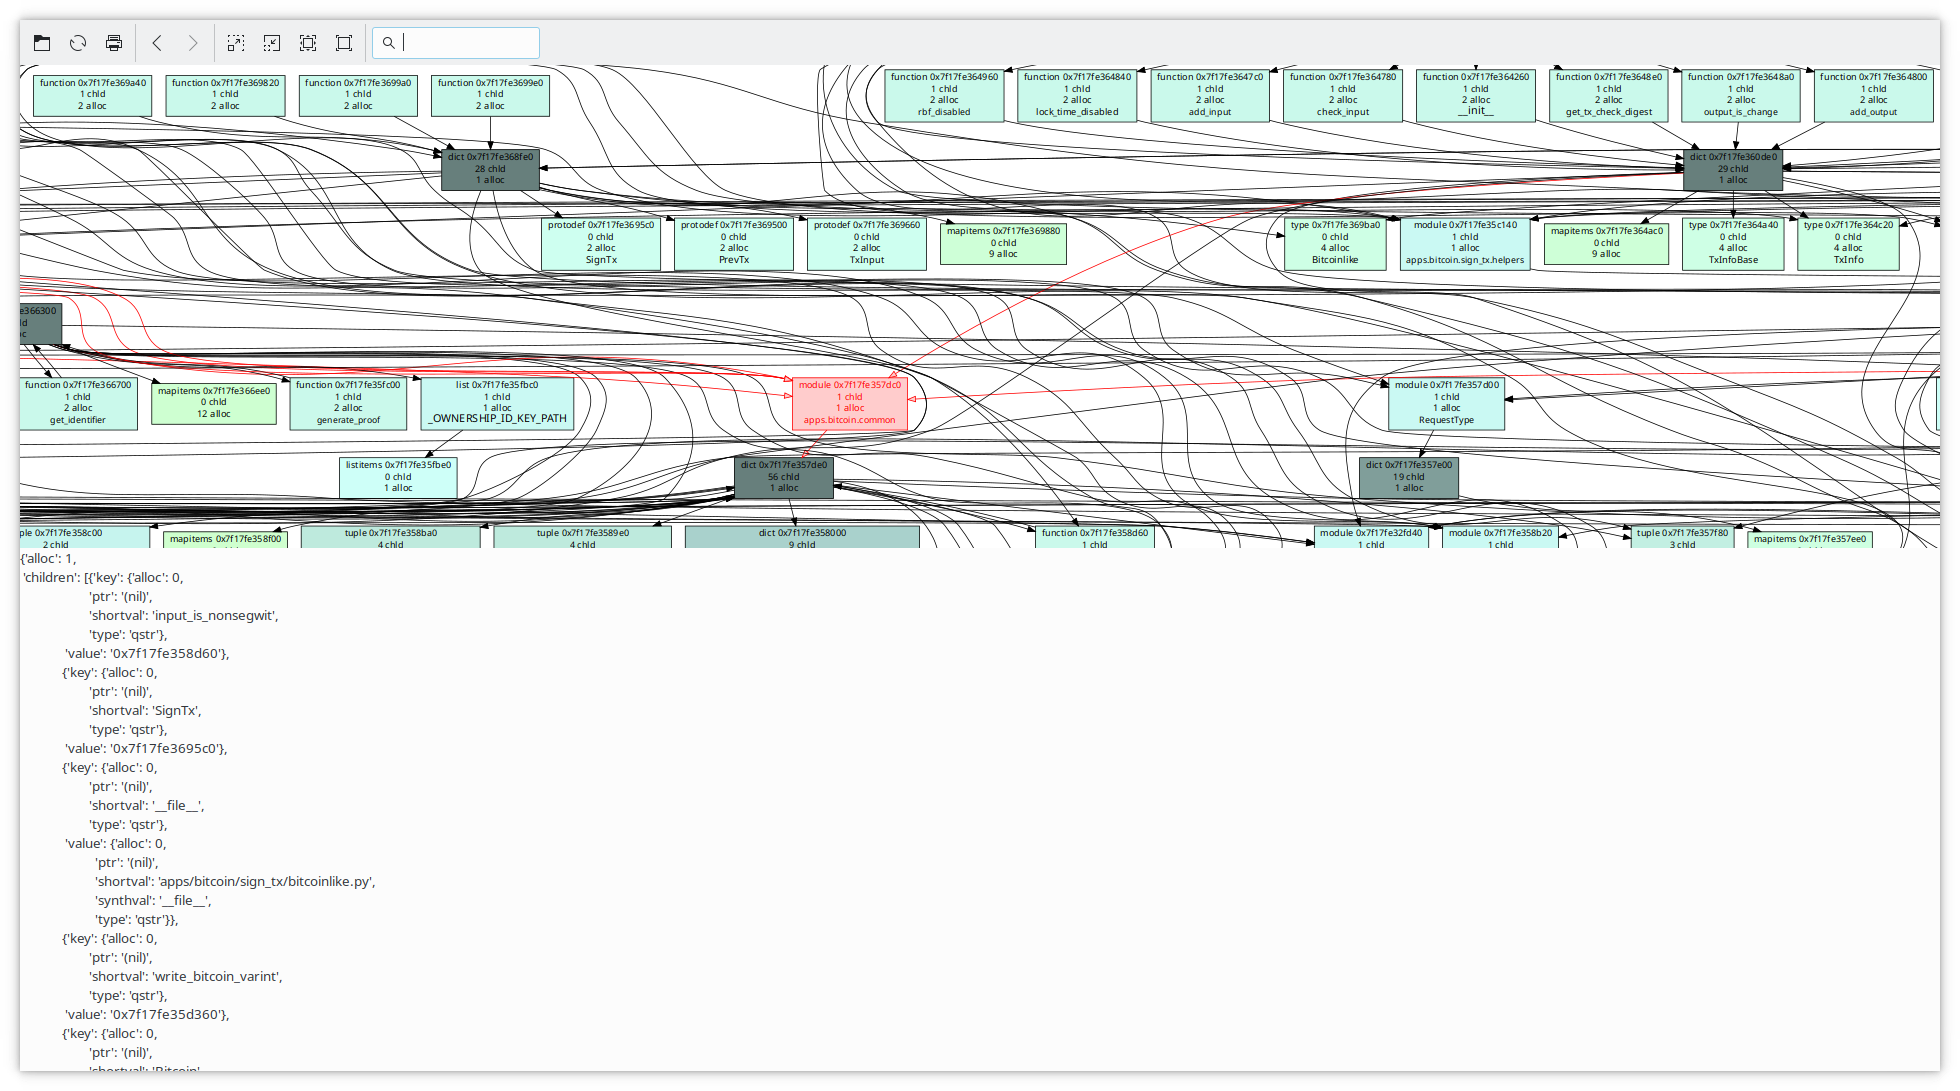 function 0x7f17fe369a40
1 chld
2 alloc
function 0x7f17fe369820
1 chld
2 alloc
function 0x7f17fe3699a0
1 chld
2 alloc
function 0x7f17fe3699e0
1 chld
2 alloc
function 0x7f17fe364960
1 chld
2 alloc
rbf_disabled
function 0x7f17fe364840
1 chld
2 alloc
lock_time_disabled
function 0x7f17fe3647c0
1 chld
2 alloc
add_input
function 0x7f17fe364780
1 chld
2 alloc
check_input
function 0x7f17fe364260
1 chld
2 alloc
__init__
function 0x7f17fe3648e0
1 chld
2 alloc
get_tx_check_digest
function 0x7f17fe3648a0
1 chld
2 alloc
output_is_change
function 0x7f17fe364800
1 chld
2 alloc
add_output
dict 0x7f17fe368fe0
28 chld
1 alloc
dict 0x7f17fe360de0
29 chld
1 alloc
protodef 0x7f17fe3695c0
0 chld
2 alloc
SignTx
protodef 0x7f17fe369500
0 chld
2 alloc
PrevTx
protodef 0x7f17fe369660
0 chld
2 alloc
TxInput
mapitems 0x7f17fe369880
0 chld
9 alloc
type 0x7f17fe369ba0
0 chld
4 alloc
Bitcoinlike
module 0x7f17fe35c140
1 chld
1 alloc
apps.bitcoin.sign_tx.helpers
mapitems 0x7f17fe364ac0
0 chld
9 alloc
type 0x7f17fe364a40
0 chld
4 alloc
TxInfoBase
type 0x7f17fe364c20
0 chld
4 alloc
TxInfo
e366300
ld
oc
function 0x7f17fe366700
1 chld
2 alloc
get_identifier
mapitems 0x7f17fe366ee0
0 chld
12 alloc
function 0x7f17fe35fc00
1 chld
2 alloc
generate_proof
list 0x7f17fe35fbc0
1 chld
1 alloc
_OWNERSHIP_ID_KEY_PATH
module 0x7f17fe357dc0
1 chld
1 alloc
apps.bitcoin.common
module 0x7f17fe357d00
1 chld
1 alloc
RequestType
listitems 0x7f17fe35fbe0
0 chld
1 alloc
dict 0x7f17fe357de0
56 chld
1 alloc
dict 0x7f17fe357e00
19 chld
1 alloc
ple 0x7f17fe358c00
2 chld
mapitems 0x7f17fe358f00
tuple 0x7f17fe358ba0
4 chld
tuple 0x7f17fe3589e0
4 chld
dict 0x7f17fe358000
9 chld
function 0x7f17fe358d60
1 chld
module 0x7f17fe32fd40
1 chld
module 0x7f17fe358b20
1 chld
tuple 0x7f17fe357f80
3 chld
mapitems 0x7f17fe357ee0
{'alloc': 1,
'children': [{'key': {'alloc': 0,
'ptr': '(nil)',
'shortval': 'input_is_nonsegwit',
'type': 'qstr'},
'value': '0x7f17fe358d60'},
{'key': {'alloc': 0,
'ptr': '(nil)',
'shortval': 'SignTx',
'type': 'qstr'},
'value': '0x7f17fe3695c0'},
{'key': {'alloc': 0,
'ptr': '(nil)',
'shortval': '__file__',
'type': 'qstr'},
'value': {'alloc': 0,
'ptr': '(nil)',
'shortval': 'apps/bitcoin/sign_tx/bitcoinlike.py',
'synthval': '__file__',
'type': 'qstr'}},
{'key': {'alloc': 0,
'ptr': '(nil)',
'shortval': 'write_bitcoin_varint',
'type': 'qstr'},
'value': '0x7f17fe35d360'},
{'key': {'alloc': 0,
'ptr': '(nil)',
'shortval': 'Bitcoin',